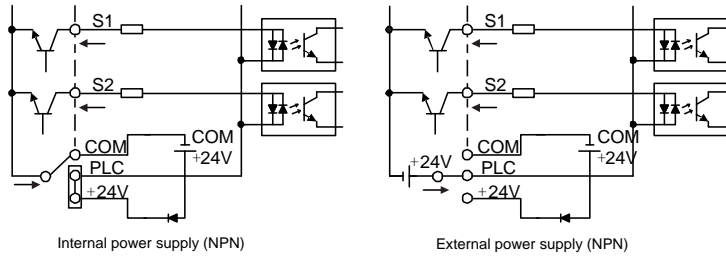 S1
S2
COM
COM
+24V
PLC
+24V
Internal power supply (NPN)
S1
S2
COM
COM
+24V
+24V
PLC
+24V
External power supply (NPN)